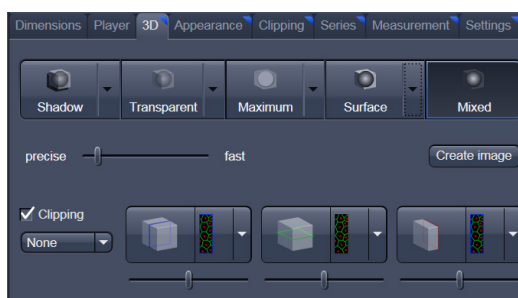 Dimensions Player 3D Appearance Clipping Series Measurement Settings
Shadow Transparent Maximum Surface Mixed
precise fast Create image
Clipping
None